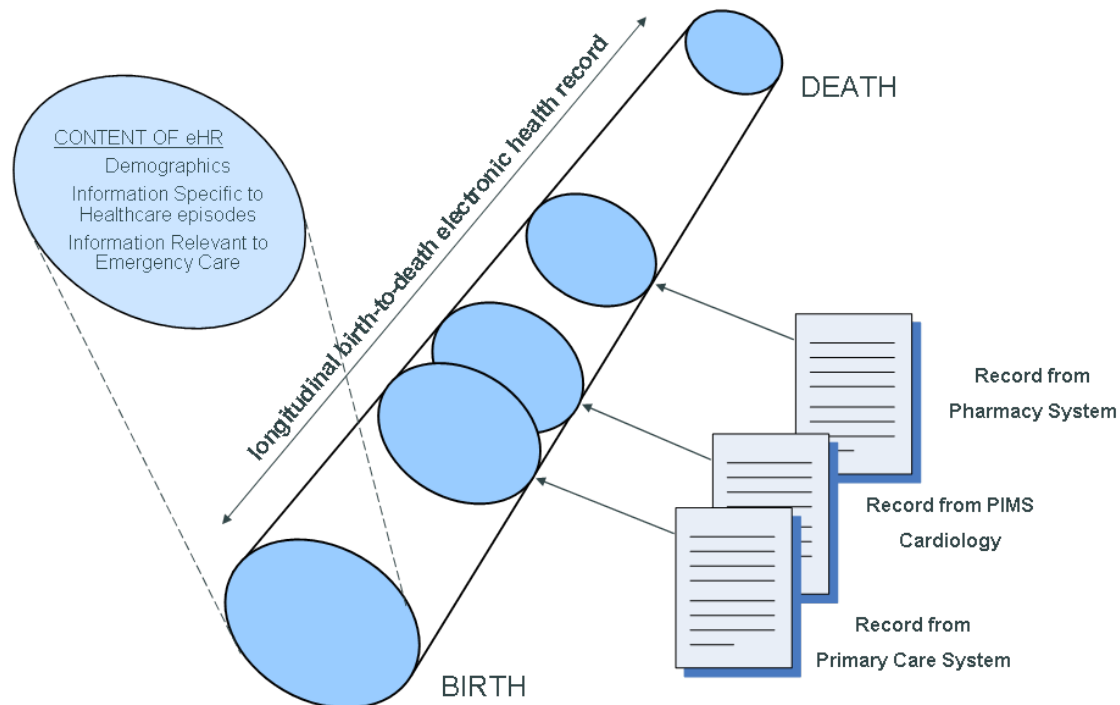 DEATH
longitudinal birth-to-death electronic health record
CONTENT OF eHR
Demographics
Information Specific to
Healthcare episodes
Information Relevant to
Emergency Care
Record from
Pharmacy System
Record from PIMS
Cardiology
Record from
Primary Care System
BIRTH